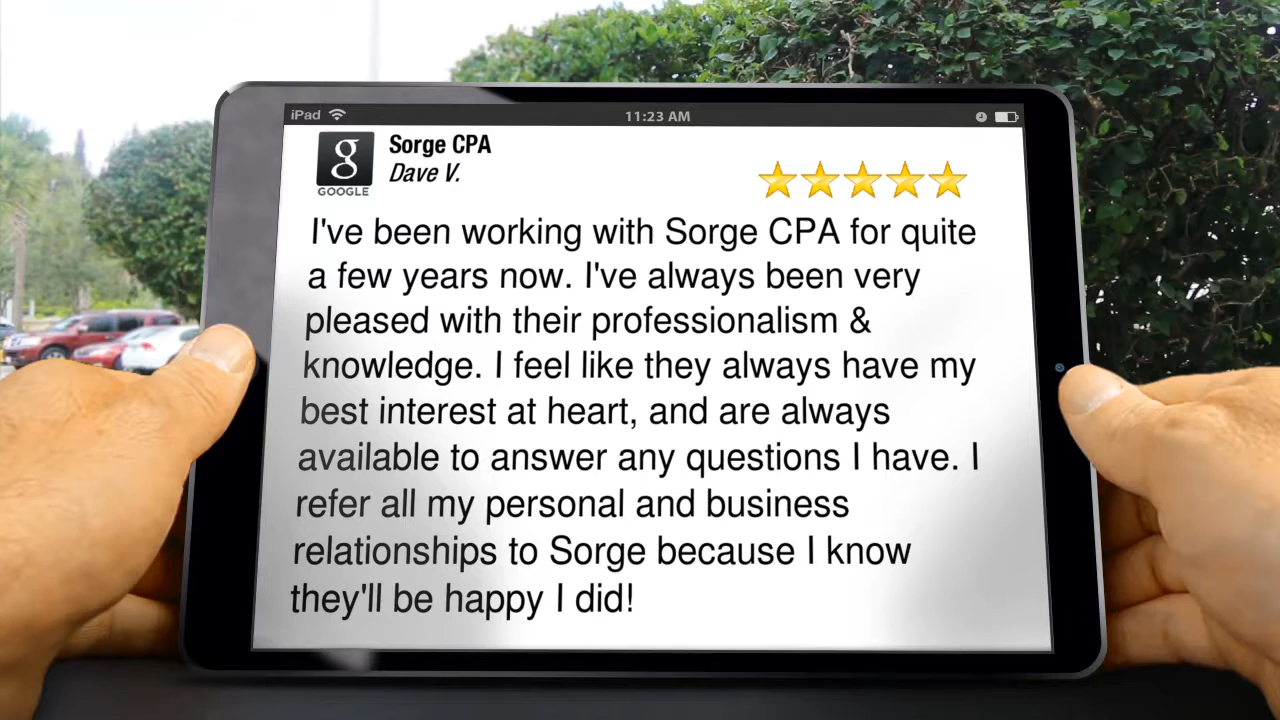 iPad 11:23 AM
g
GOOGLE
Sorge CPA
Dave V.
I've been working with Sorge CPA for quite
a few years now. I've always been very
pleased with their professionalism &
knowledge. I feel like they always have my
best interest at heart, and are always
available to answer any questions I have. I
refer all my personal and business
relationships to Sorge because I know
they'll be happy I did!